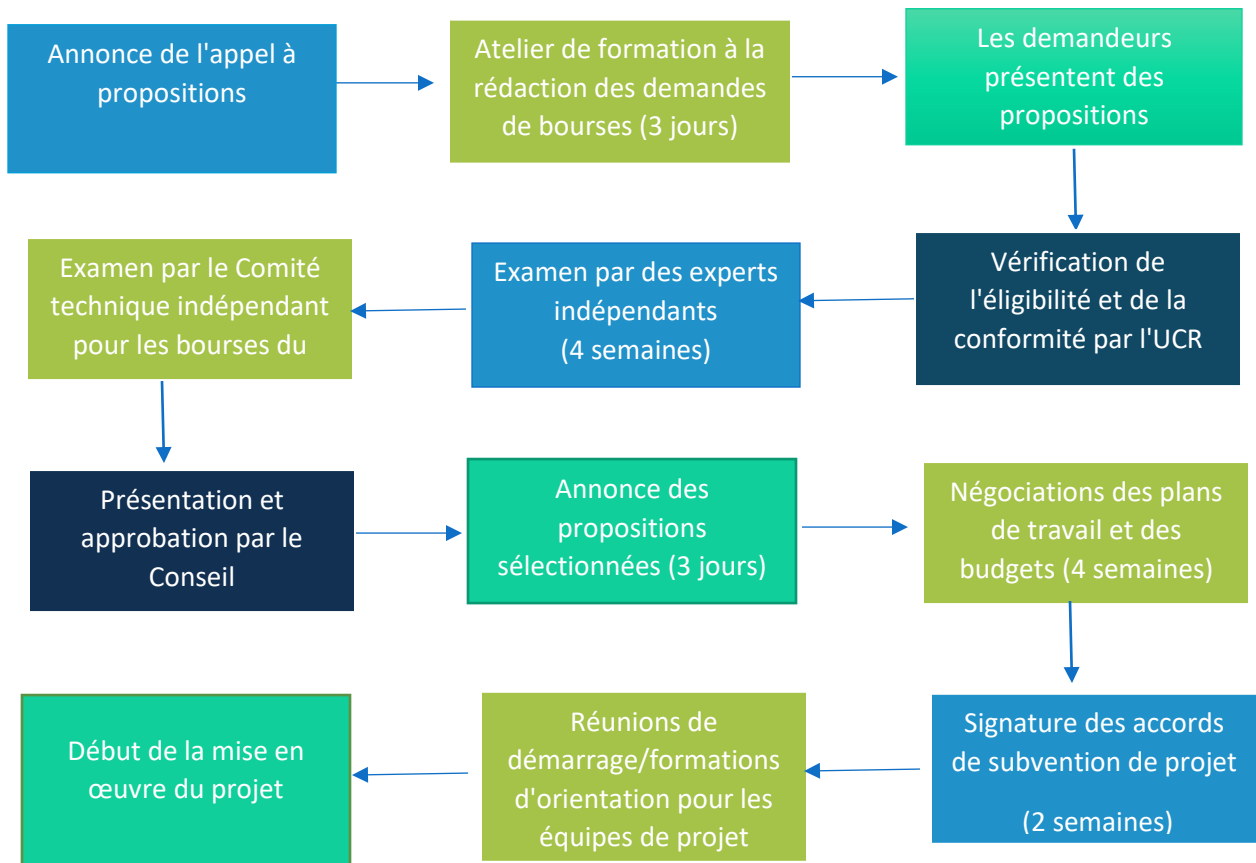 Annonce de l'appel à
propositions
Atelier de formation à la
rédaction des demandes
de bourses (3 jours)
Les demandeurs
présentent des
propositions
Vérification de
l'éligibilité et de la
conformité par l'UCR
Examen par des experts
indépendants
(4 semaines)
Examen par le Comité
technique indépendant
pour les bourses du
Présentation et
approbation par le
Conseil
Annonce des
propositions
sélectionnées (3 jours)
Négociations des plans
de travail et des
budgets (4 semaines)
Signature des accords
de subvention de projet
(2 semaines)
Réunions de
démarrage/formations
d'orientation pour les
équipes de projet
Début de la mise en
œuvre du projet